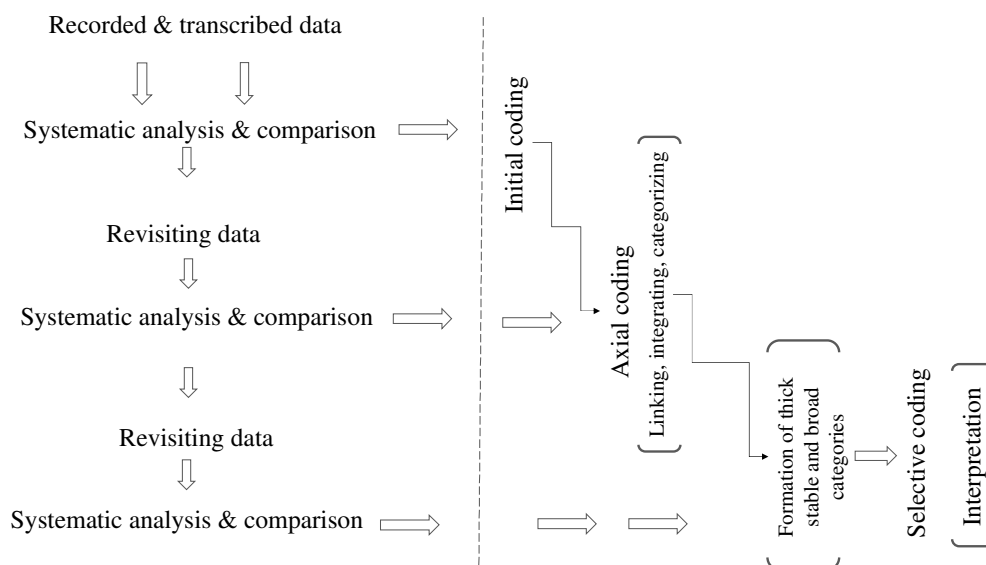 Recorded & transcribed data
Systematic analysis & comparison
Revisiting data
Systematic analysis & comparison
Revisiting data
Systematic analysis & comparison
Initial coding
Axial coding
Linking, integrating, categorizing
Formation of thick
stable and broad
categories
Selective coding
Interpretation